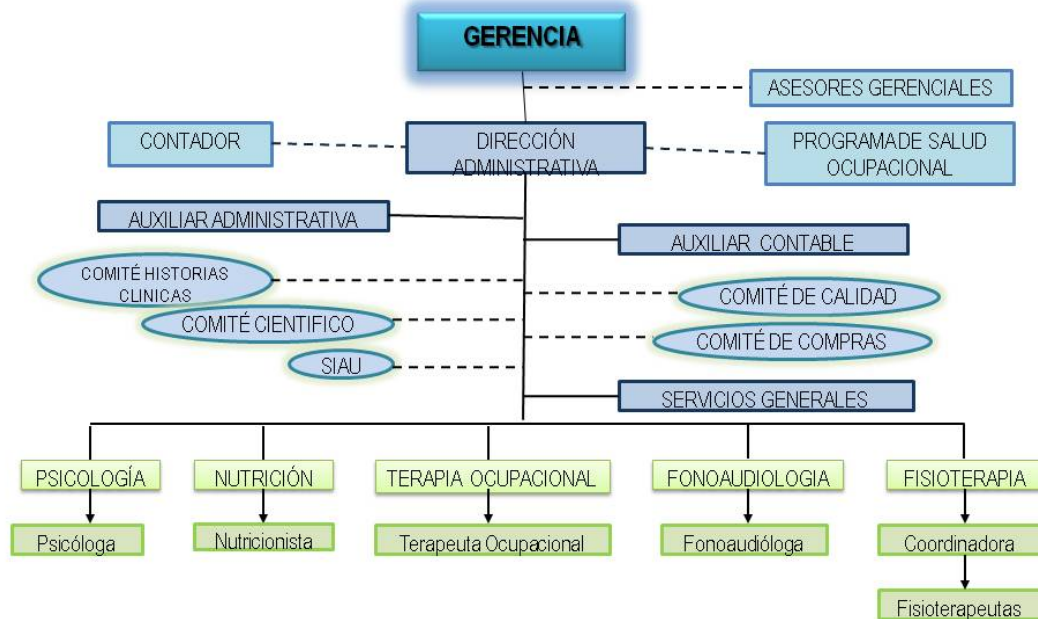 GERENCIA
ASESORES GERENCIALES
CONTADOR
DIRECCIÓN
ADMINISTRATIVA
PROGRAMA DE SALUD
OCUPACIONAL
AUXILIAR ADMINISTRATIVA
AUXILIAR CONTABLE
COMITÉ HISTORIAS
CLINICAS
COMITÉ DE CALIDAD
COMITÉ CIENTIFICO
COMITÉ DE COMPRAS
SIAU
SERVICIOS GENERALES
PSICOLOGÍA
NUTRICIÓN
TERAPIA OCUPACIONAL
FONOAUDIOLOGIA
FISIOTERAPIA
Psicóloga
Nutricionista
Terapeuta Ocupacional
Fonoaudióloga
Coordinadora
Fisioterapeutas